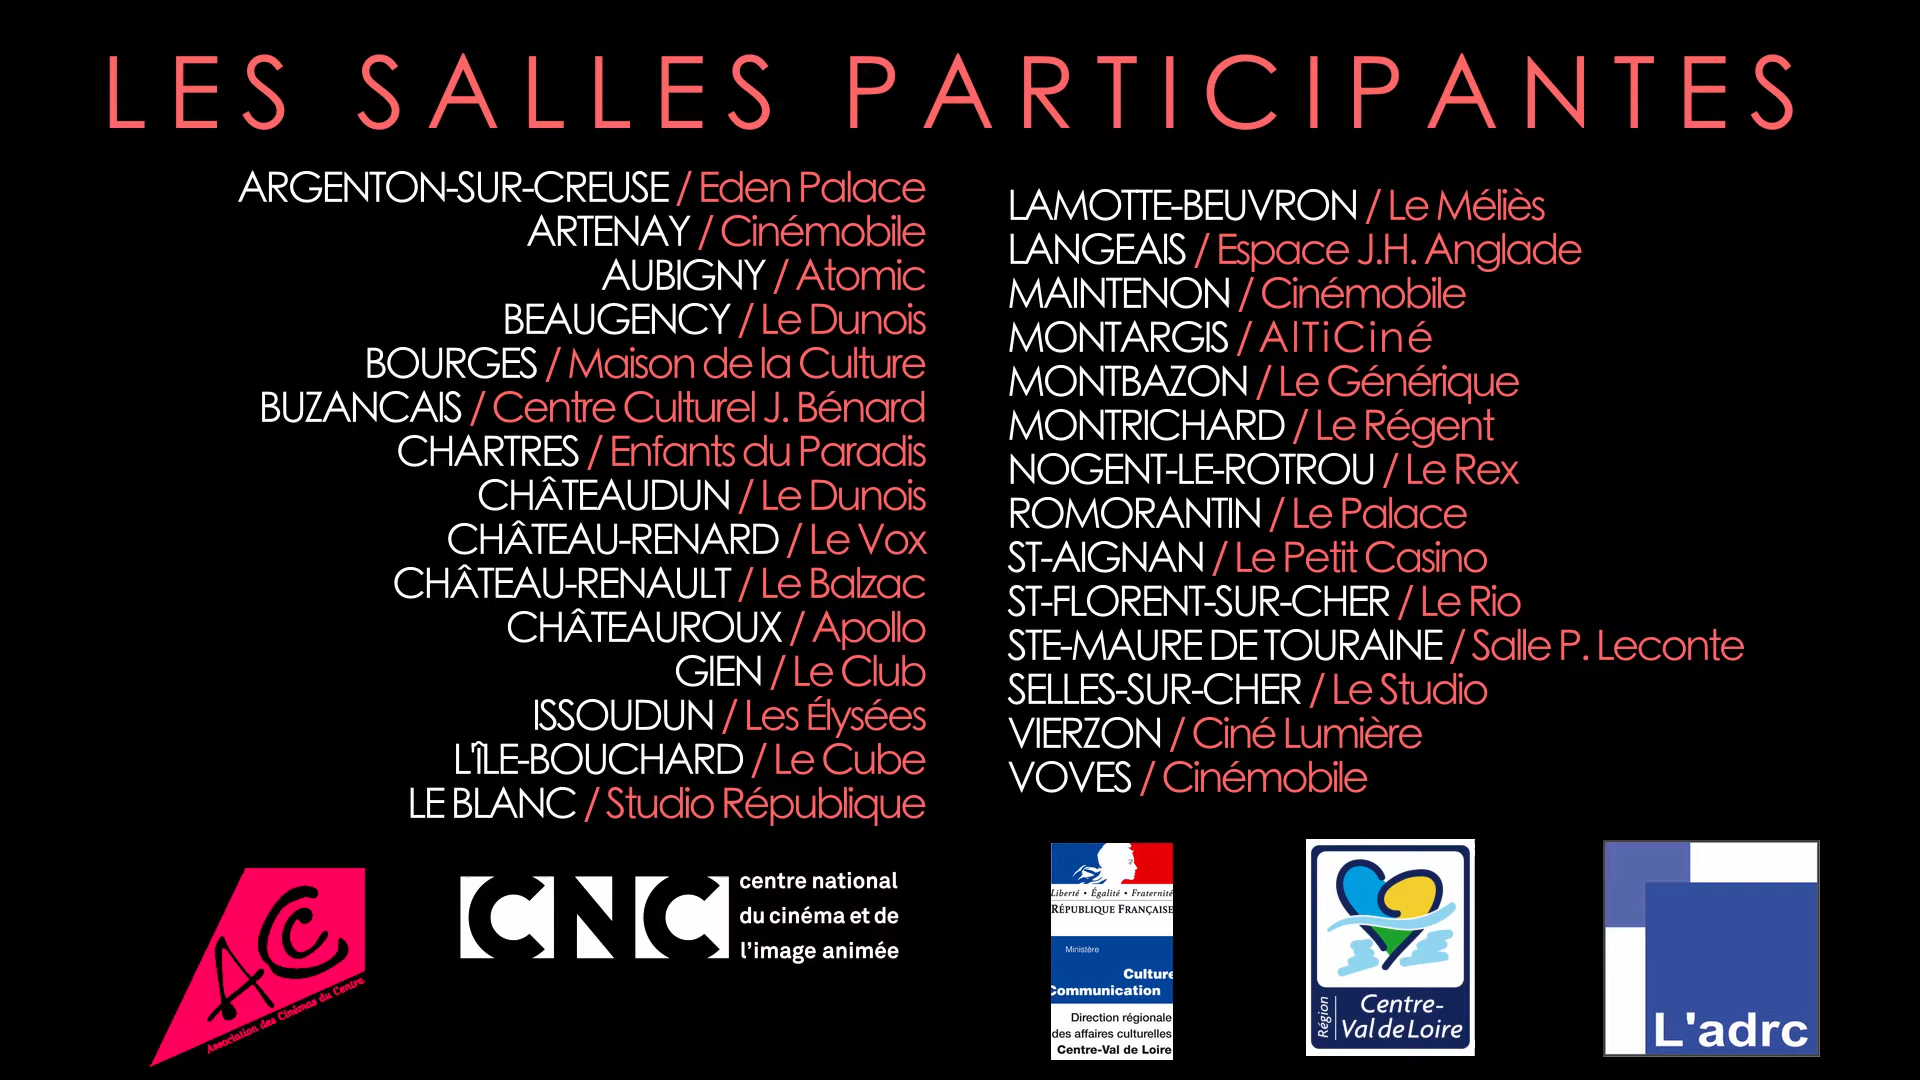 LES SALLES PARTICIPANTES
ARGENTON-SUR-CREUSE / Eden Palace
ARTENAY / Cinémobile
AUBIGNY / Atomic
BEAUGENCY / Le Dunois
BOURGES / Maison de la Culture
BUZANCAIS / Centre Culturel J. Bénard
CHARTRES / Enfants du Paradis
CHÂTEAUDUN / Le Dunois
CHÂTEAU-RENARD / Le Vox
CHÂTEAU-RENAULT / Le Balzac
CHÂTEAUROUX / Apollo
GIEN / Le Club
ISSOUDUN / Les Élysées
L'ÎLE-BOUCHARD / Le Cube
LE BLANC / Studio République
LAMOTTE-BEUVRON / Le Méliès
LANGEAIS / Espace J.H. Anglade
MAINTENON / Cinémobile
MONTARGIS / AlTiCiné
MONTBAZON / Le Générique
MONTRICHARD / Le Régent
NOGENT-LE-ROTROU / Le Rex
ROMORANTIN / Le Palace
ST-AIGNAN / Le Petit Casino
ST-FLORENT-SUR-CHER / Le Rio
STE-MAURE DE TOURAINE / Salle P. Leconte
SELLES-SUR-CHER / Le Studio
VIERZON / Ciné Lumière
VOVES / Cinémobile
ACC
Association des Cinémas du Centre
CNC
centre national
du cinéma et de
l'image animée
Liberté • Égalité • Fraternité
RÉPUBLIQUE FRANÇAISE
Ministère
Culture
Communication
Direction régionale
des affaires culturelles
Centre-Val de Loire
Région
Centre-
Val de Loire
L'adrc